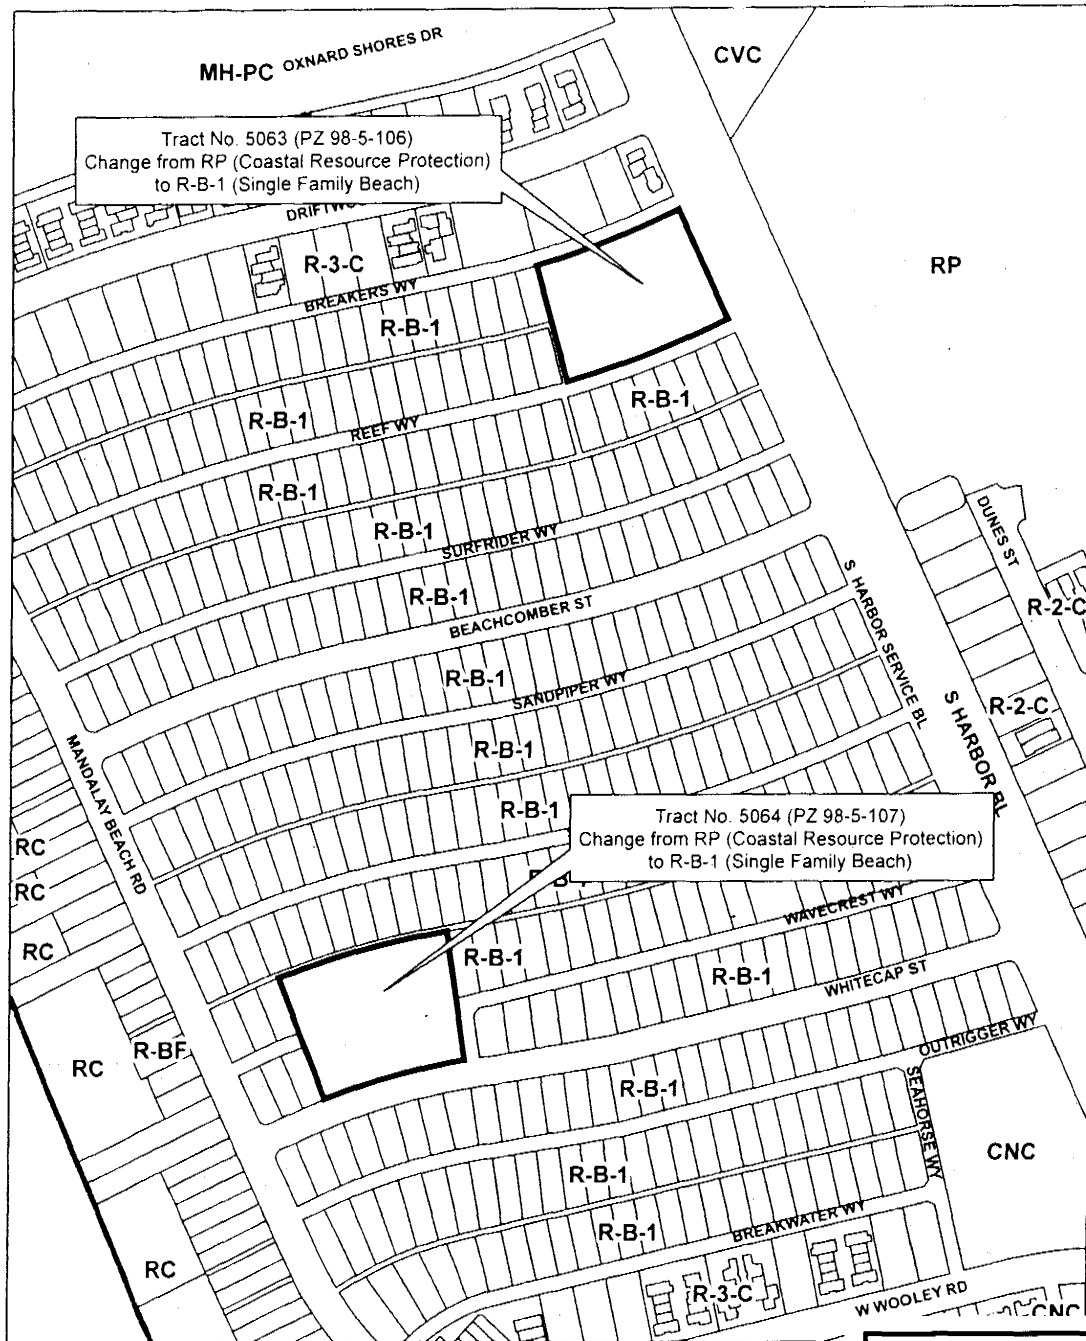 MH-PC
OXNARD SHORES DR
CVC
Tract No. 5063 (PZ 98-5-106)
Change from RP (Coastal Resource Protection)
to R-B-1 (Single Family Beach)
R-3-C
RP
BREAKERS WY
R-B-1
R-B-1
R-B-1
REEF WY
R-B-1
R-B-1
SURFRIDER WY
DUNES ST
R-B-1
BEACHCOMBER ST
R-2-C
R-B-1
SANDPIPER WY
S HARBOR SERVICE BL
R-2-C
S HARBOR BL
MANDALAY BEACH RD
R-B-1
R-B-1
Tract No. 5064 (PZ 98-5-107)
Change from RP (Coastal Resource Protection)
to R-B-1 (Single Family Beach)
RC
RC
RC
WAVECREST WY
R-B-1
R-B-1
WHITECAP ST
OUTRIGGER WY
R-BF
RC
R-B-1
SEAHORSE WY
CNC
R-B-1
R-B-1
BREAKWATER WY
RC
R-3-C
W WOOLEY RD
CNC